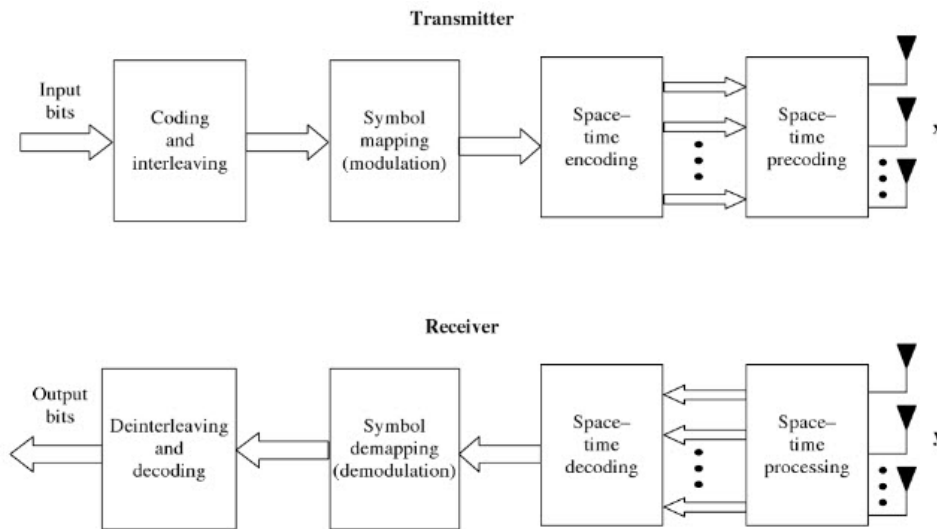 Transmitter
Input
bits
Coding
and
interleaving
Symbol
mapping
(modulation)
Space–
time
encoding
Space–
time
precoding
Receiver
Output
bits
Deinterleaving
and
decoding
Symbol
demapping
(demodulation)
Space–
time
decoding
Space–
time
processing